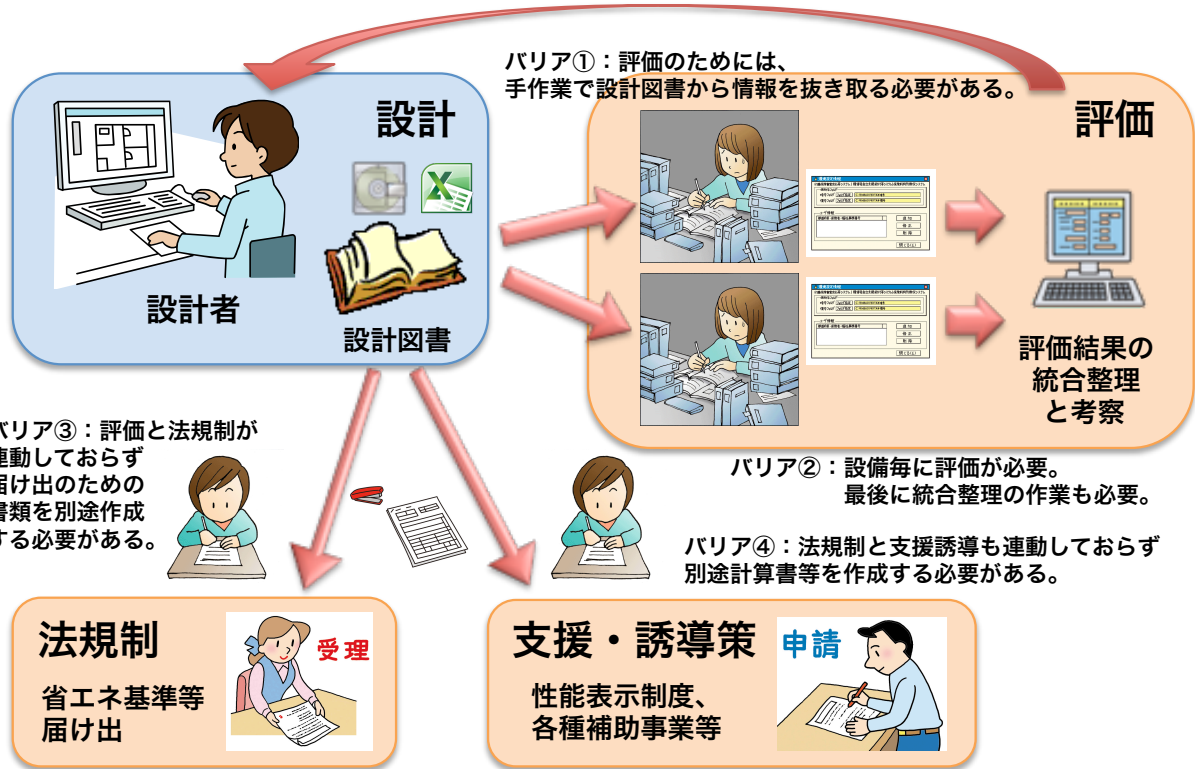 バリア①：評価のためには、
手作業で設計図書から情報を抜き取る必要がある。
設計
設計者
設計図書
評価
評価結果の
統合整理
と考察
バリア②：設備毎に評価が必要。
最後に統合整理の作業も必要。
バリア③：評価と法規制が
連動しておらず
届け出のための
書類を別途作成
する必要がある。
バリア④：法規制と支援誘導も連動しておらず
別途計算書等を作成する必要がある。
法規制
省エネ基準等
届け出
受理
支援・誘導策
性能表示制度、
各種補助事業等
申請